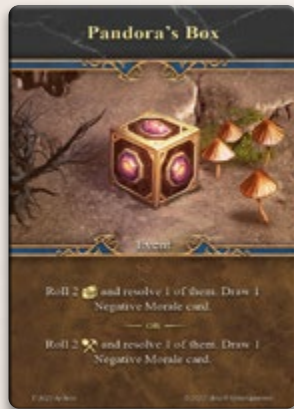 Pandora's Box
Event
Roll 2 and resolve 1 of them. Draw 1
Negative Morale card.
OR
Roll 2 and resolve 1 of them. Draw 1
Negative Morale card.